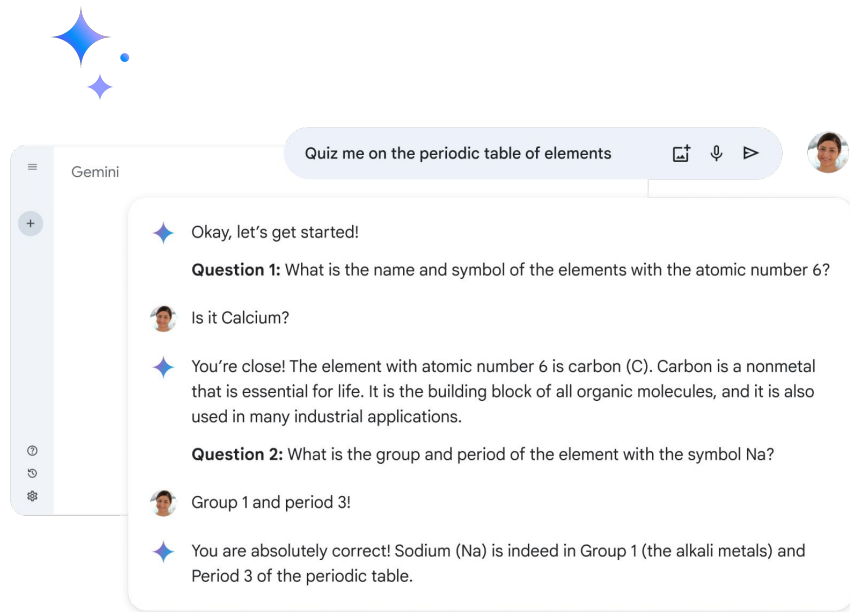 Quiz me on the periodic table of elements
Gemini
Okay, let's get started!
Question 1: What is the name and symbol of the elements with the atomic number 6?
Is it Calcium?
You're close! The element with atomic number 6 is carbon (C). Carbon is a nonmetal
that is essential for life. It is the building block of all organic molecules, and it is also
used in many industrial applications.
Question 2: What is the group and period of the element with the symbol Na?
Group 1 and period 3!
You are absolutely correct! Sodium (Na) is indeed in Group 1 (the alkali metals) and
Period 3 of the periodic table.